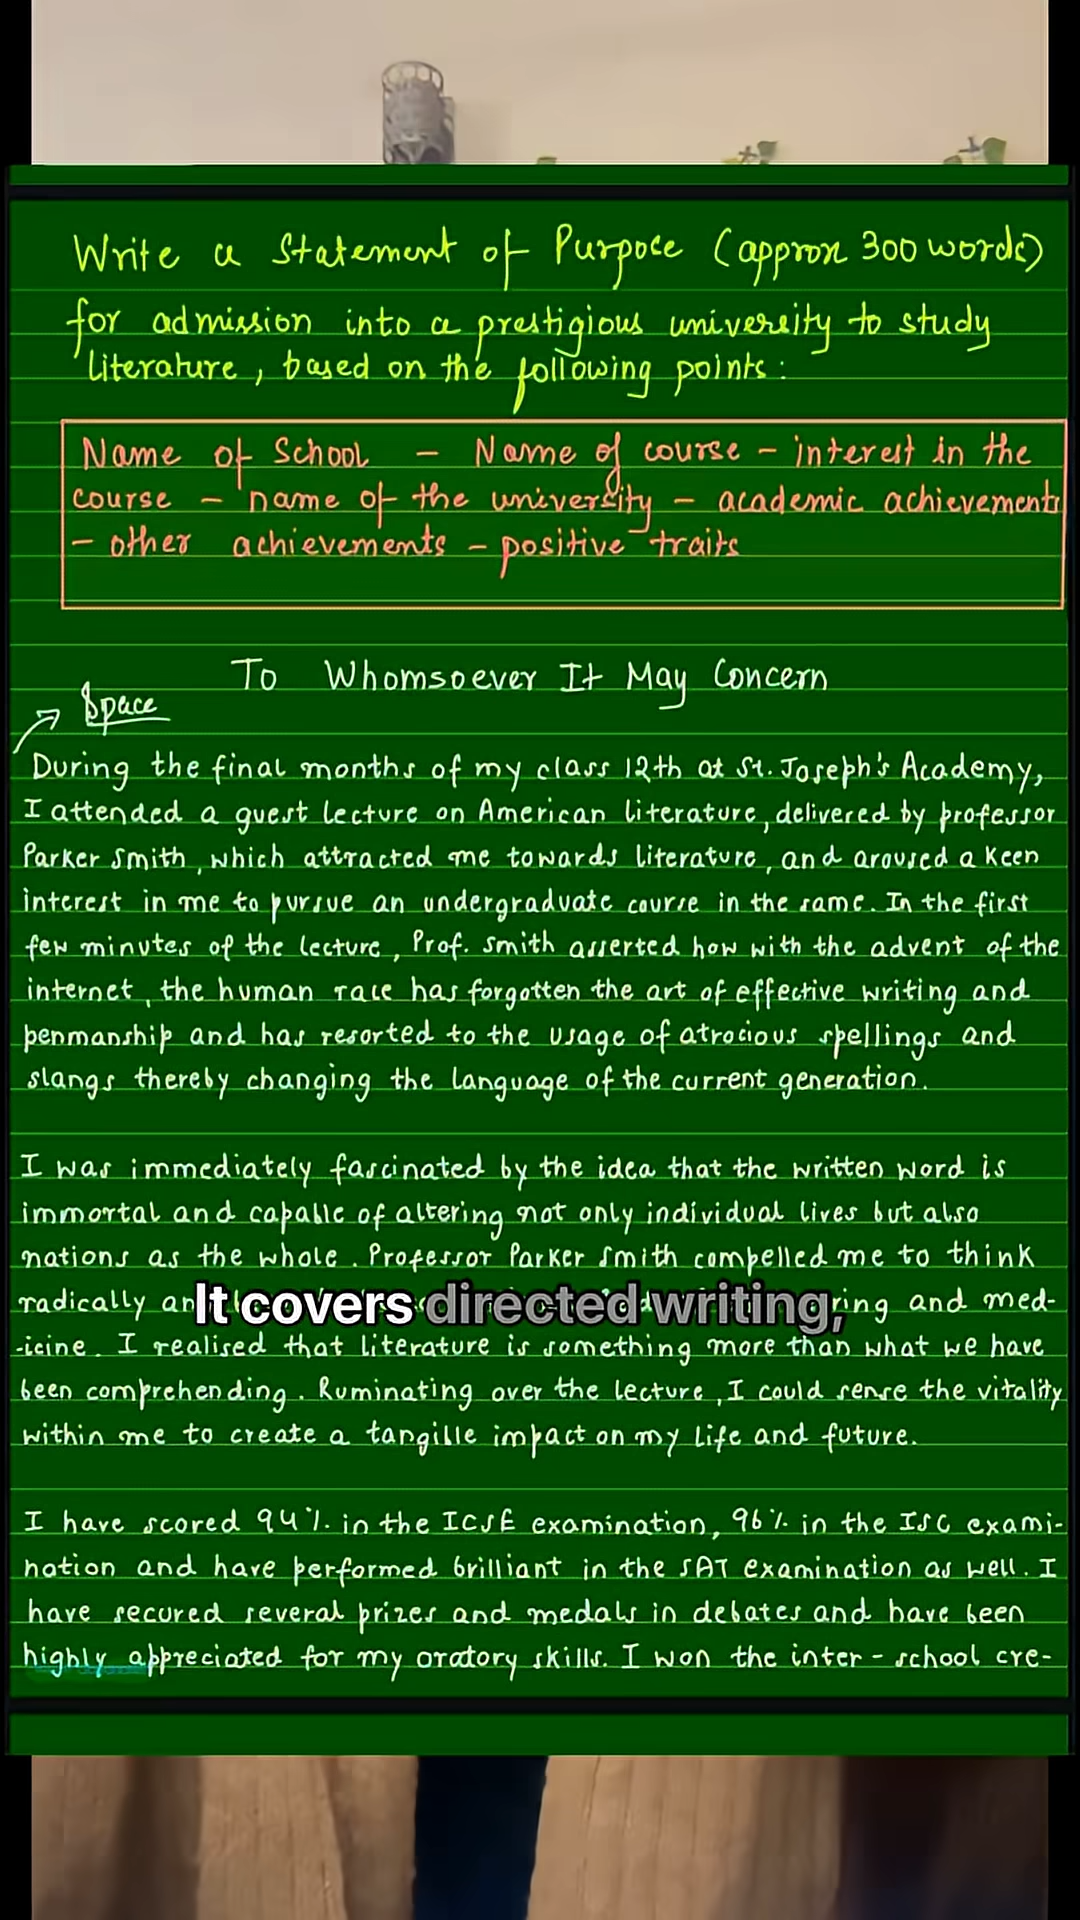 Write a Statement of Purpose (approx 300 words)
for admission into a prestigious university to study
literature, based on the following points:
Name of School - Name of course - interest in the
course - name of the university - academic achievements
- other achievements - positive traits
To Whomsoever It May Concern
Space
During the final months of my class 12th at St. Joseph's Academy,
I attended a guest lecture on American literature, delivered by professor
Parker Smith, which attracted me towards literature, and aroused a keen
interest in me to pursue an undergraduate course in the same. In the first
few minutes of the lecture, Prof. Smith asserted how with the advent of the
internet, the human race has forgotten the art of effective writing and
penmanship and has resorted to the usage of atrocious spellings and
slangs thereby changing the language of the current generation.
I was immediately fascinated by the idea that the written word is
immortal and capable of altering not only individual lives but also
nations as the whole. Professor Parker Smith compelled me to think
radically
It covers directed writing,
and med-
-icine. I realised that literature is something more than what we have
been comprehending. Ruminating over the lecture, I could sense the vitality
within me to create a tangible impact on my life and future.
I have scored 94%. in the ICSE examination, 96%. in the ISC exami-
nation and have performed brilliant in the SAT examination as well. I
have secured several prizes and medals in debates and have been
highly appreciated for my oratory skills. I won the inter-school cre-